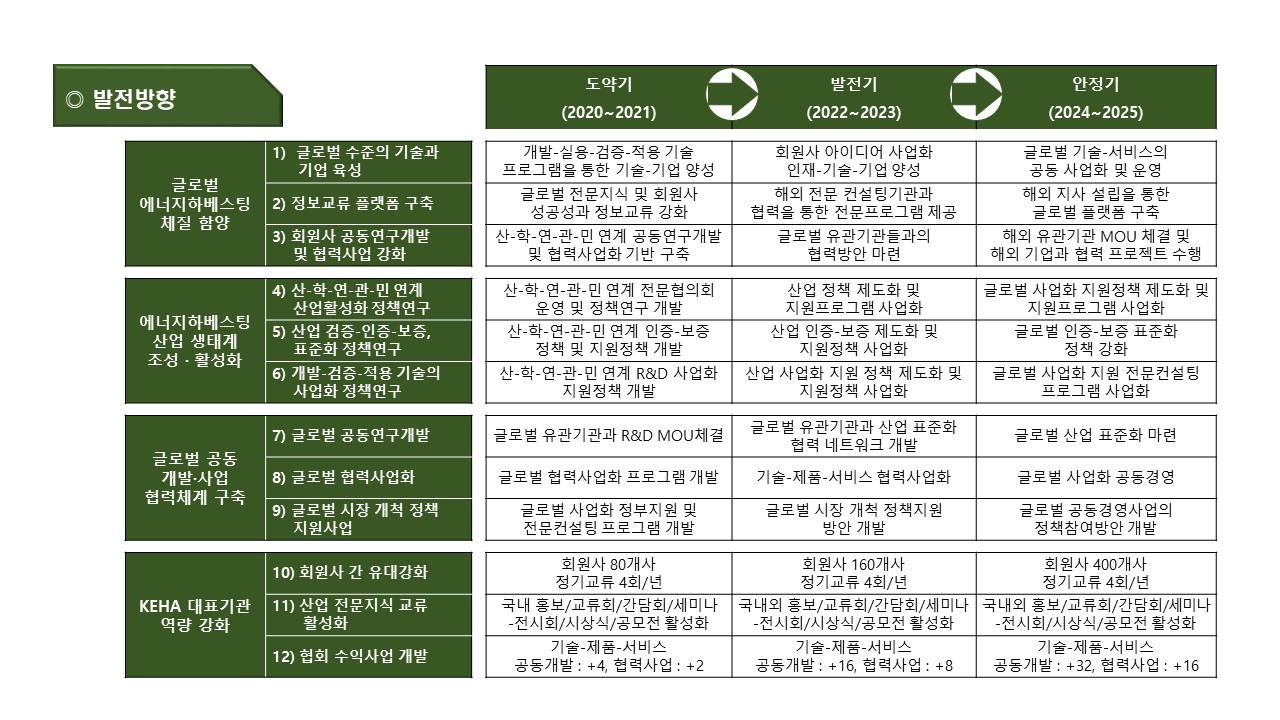 ◎ 발전방향
도약기
(2020~2021)
발전기
(2022~2023)
안정기
(2024~2025)
글로벌
에너지하베스팅
체질 함양
1) 글로벌 수준의 기술과
기업 육성
개발-실용-검증-적용 기술
프로그램을 통한 기술-기업 양성
회원사 아이디어 사업화
인재-기술-기업 양성
글로벌 기술-서비스의
공동 사업화 및 운영
2) 정보교류 플랫폼 구축
글로벌 전문지식 및 회원사
성공성과 정보교류 강화
해외 전문 컨설팅기관과
협력을 통한 전문프로그램 제공
해외 지사 설립을 통한
글로벌 플랫폼 구축
3) 회원사 공동연구개발
및 협력사업 강화
산-학-연-관-민 연계 공동연구개발
및 협력사업화 기반 구축
글로벌 유관기관들과의
협력방안 마련
해외 유관기관 MOU 체결 및
해외 기업과 협력 프로젝트 수행
에너지하베스팅
산업 생태계
조성 · 활성화
4) 산-학-연-관-민 연계
산업활성화 정책연구
산-학-연-관-민 연계 전문협의회
운영 및 정책연구 개발
산업 정책 제도화 및
지원프로그램 사업화
글로벌 사업화 지원정책 제도화 및
지원프로그램 사업화
5) 산업 검증-인증-보증,
표준화 정책연구
산-학-연-관-민 연계 인증-보증
정책 및 지원정책 개발
산업 인증-보증 제도화 및
지원정책 사업화
글로벌 인증-보증 표준화
정책 강화
6) 개발-검증-적용 기술의
사업화 정책연구
산-학-연-관-민 연계 R&D 사업화
지원정책 개발
산업 사업화 지원 정책 제도화 및
지원정책 사업화
글로벌 사업화 지원 전문컨설팅
프로그램 사업화
글로벌 공동
개발·사업
협력체계 구축
7) 글로벌 공동연구개발
글로벌 유관기관과 R&D MOU체결
글로벌 유관기관과 산업 표준화
협력 네트워크 개발
글로벌 산업 표준화 마련
8) 글로벌 협력사업화
글로벌 협력사업화 프로그램 개발
기술-제품-서비스 협력사업화
글로벌 사업화 공동경영
9) 글로벌 시장 개척 정책
지원사업
글로벌 사업화 정부지원 및
전문컨설팅 프로그램 개발
글로벌 시장 개척 정책지원
방안 개발
글로벌 공동경영사업의
정책참여방안 개발
KEHA 대표기관
역량 강화
10) 회원사 간 유대강화
회원사 80개사
정기교류 4회/년
회원사 160개사
정기교류 4회/년
회원사 400개사
정기교류 4회/년
11) 산업 전문지식 교류
활성화
국내 홍보/교류회/간담회/세미나
-전시회/시상식/공모전 활성화
국내외 홍보/교류회/간담회/세미나
-전시회/시상식/공모전 활성화
국내외 홍보/교류회/간담회/세미나
-전시회/시상식/공모전 활성화
12) 협회 수익사업 개발
기술-제품-서비스
공동개발 : +4, 협력사업 : +2
기술-제품-서비스
공동개발 : +16, 협력사업 : +8
기술-제품-서비스
공동개발 : +32, 협력사업 : +16